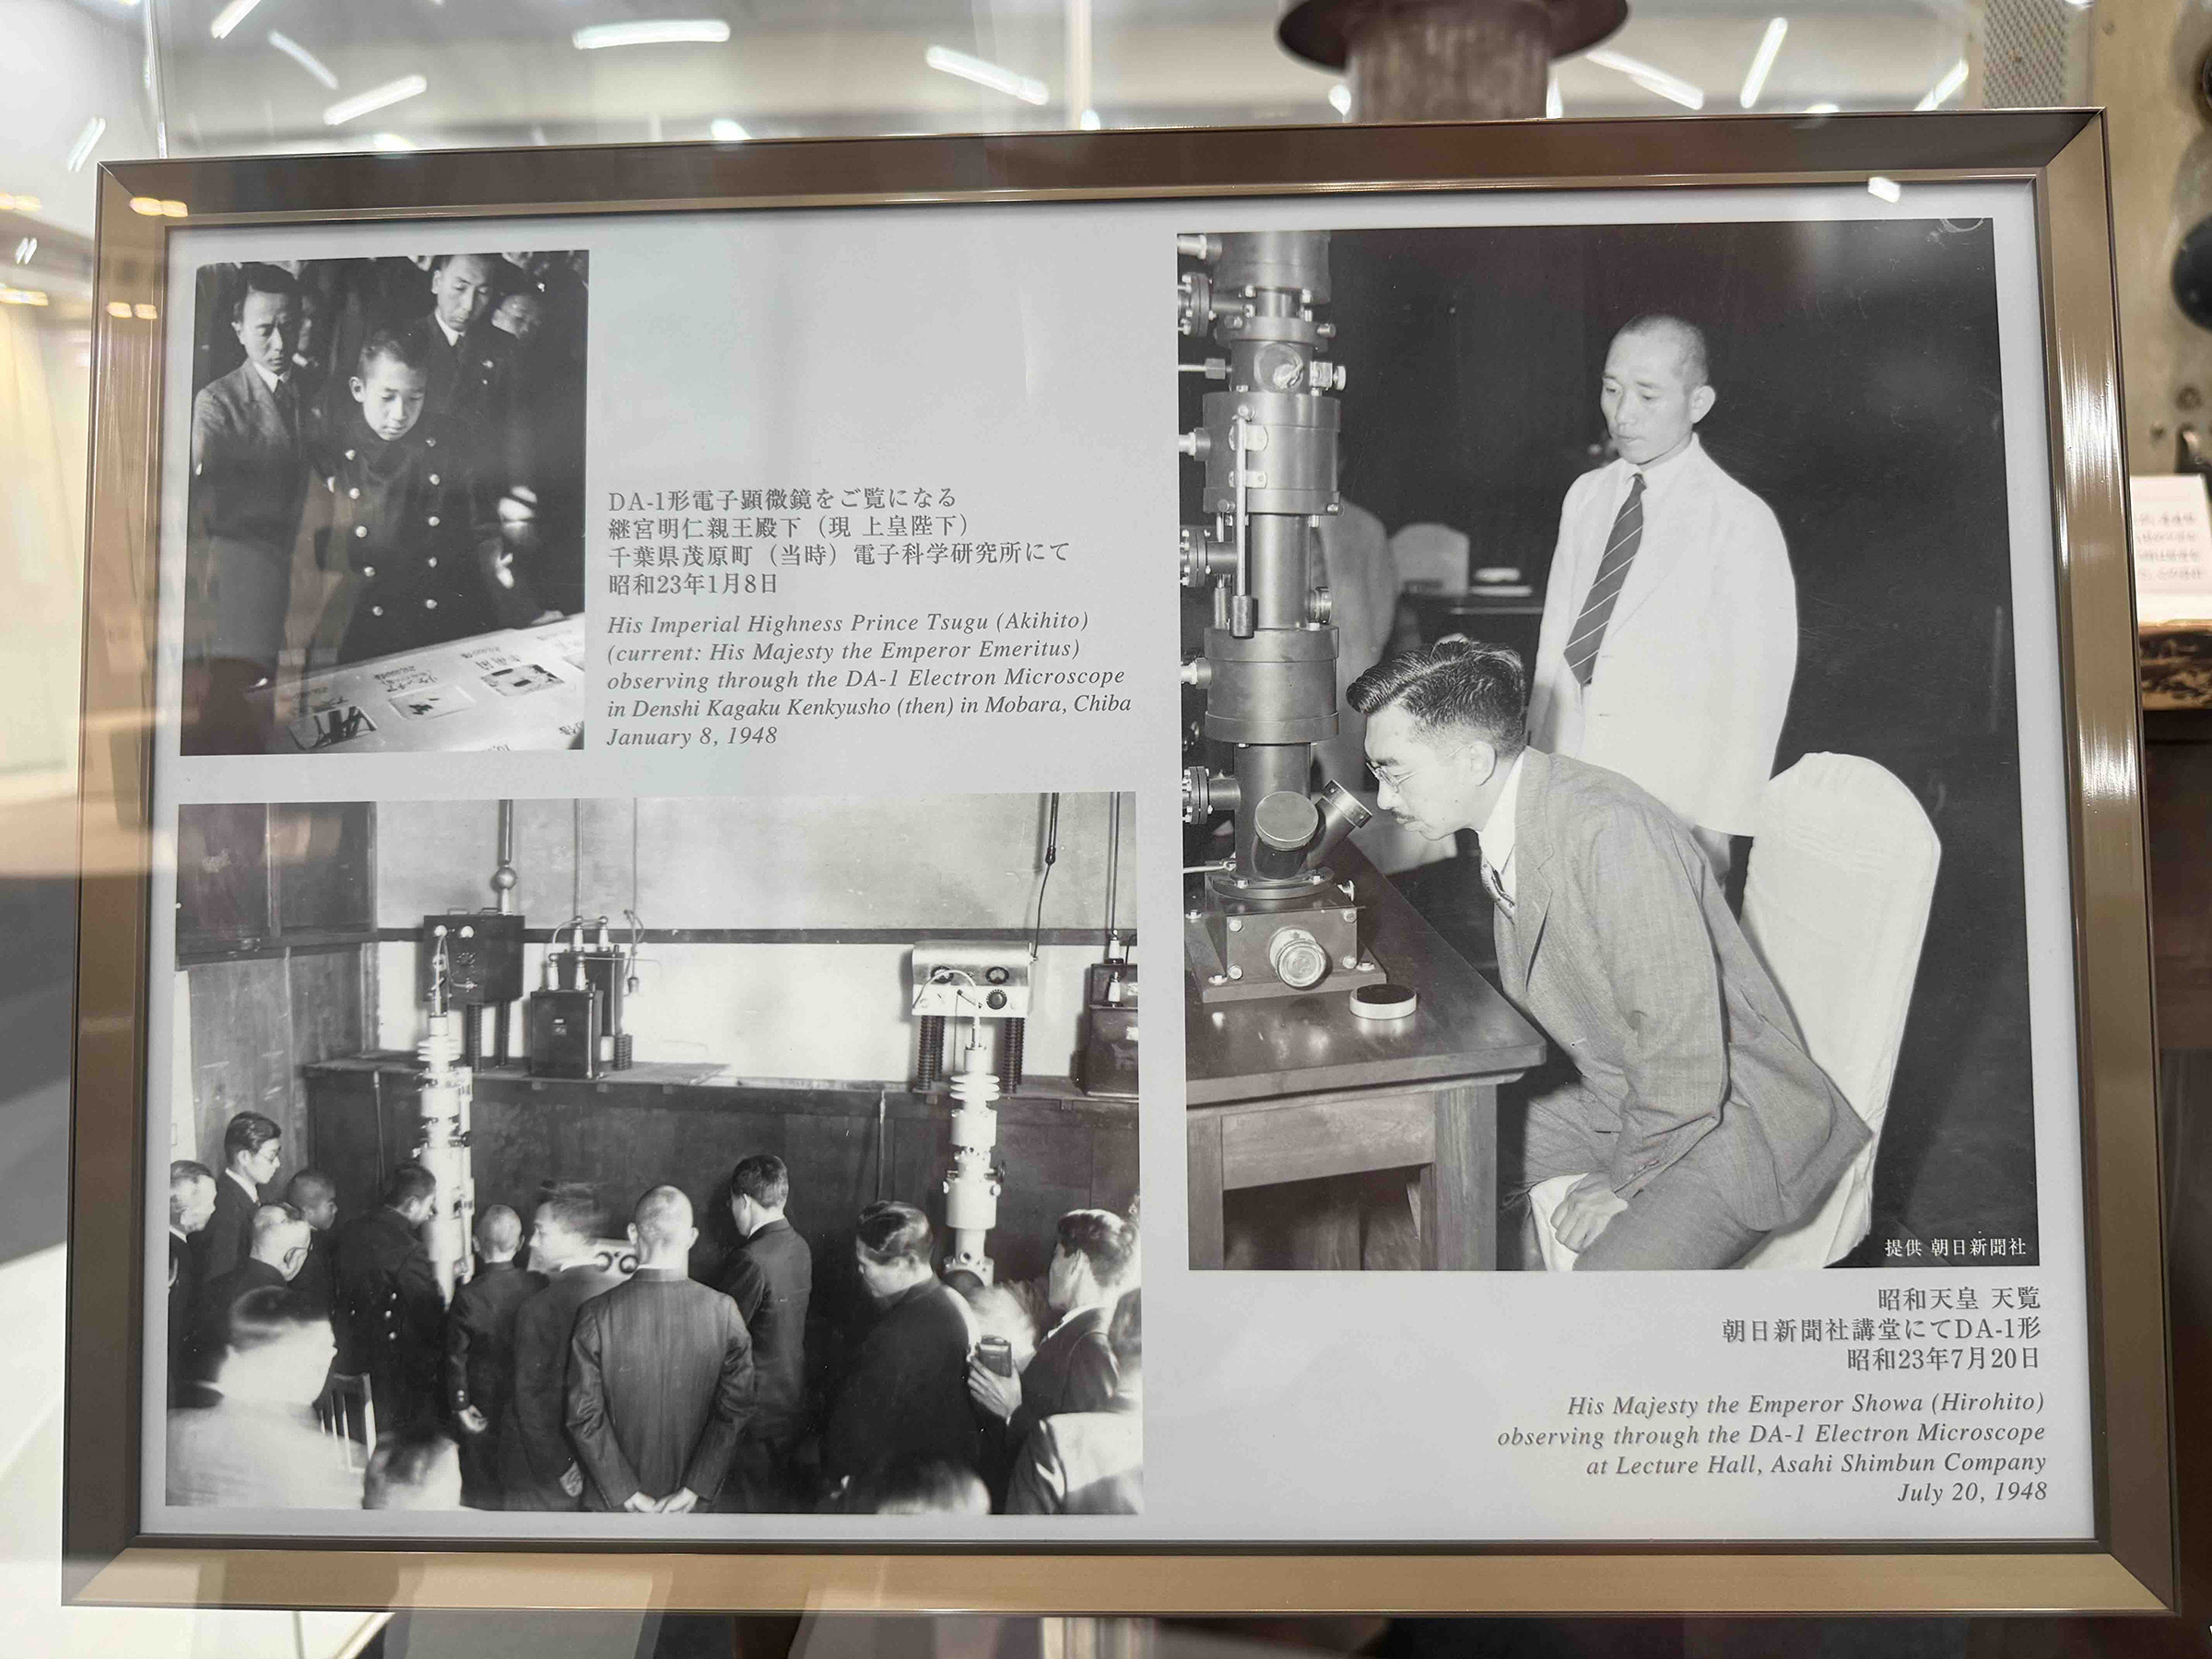 DA-1形電子顕微鏡をご覧になる
継宮明仁親王殿下（現 上皇陛下）
千葉県茂原町（当時）電子科学研究所にて
昭和23年1月8日
His Imperial Highness Prince Tsugu (Akihito)
(current: His Majesty the Emperor Emeritus)
observing through the DA-1 Electron Microscope
in Denshi Kagaku Kenkyusho (then) in Mobara, Chiba
January 8, 1948
提供 朝日新聞社
昭和天皇 天覧
朝日新聞社講堂にてDA-1形
昭和23年7月20日
His Majesty the Emperor Showa (Hirohito)
observing through the DA-1 Electron Microscope
at Lecture Hall, Asahi Shimbun Company
July 20, 1948